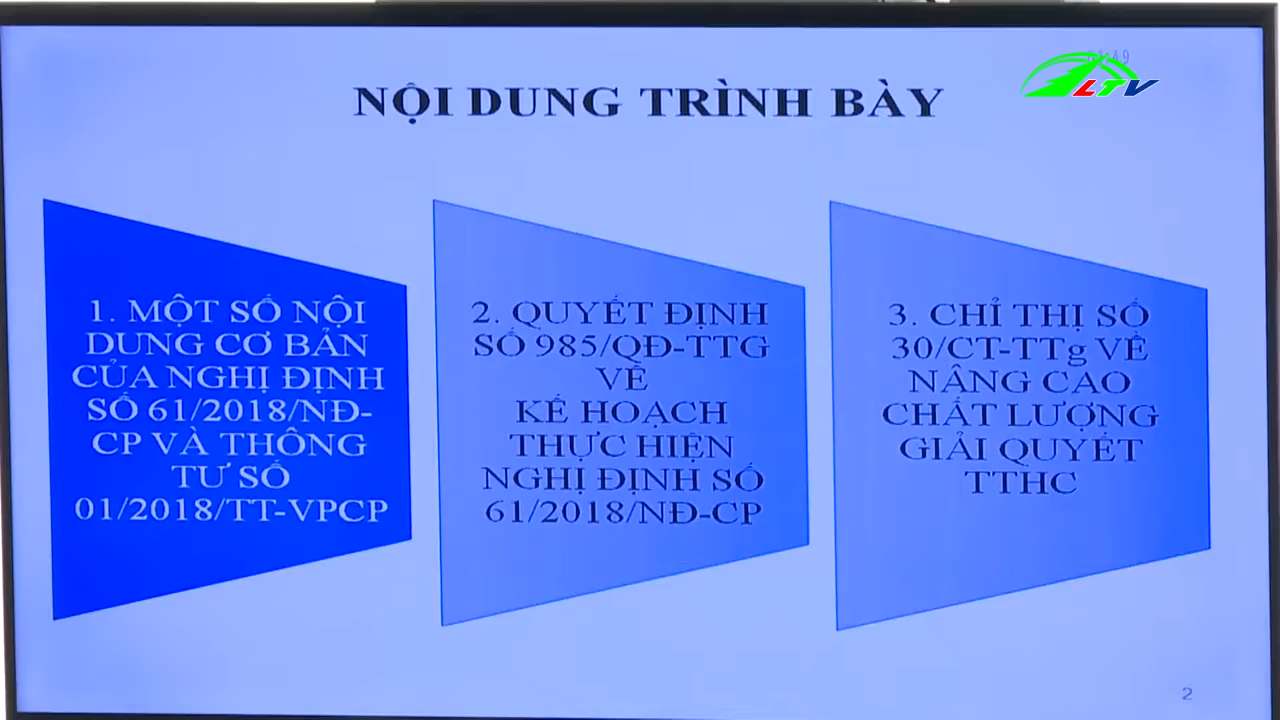 LTV
NỘI DUNG TRÌNH BÀY
1. MỘT SỐ NỘI
DUNG CƠ BẢN
CỦA NGHỊ ĐỊNH
SỐ 61/2018/NĐ-
CP VÀ THÔNG
TƯ SỐ
01/2018/TT-VPCP
2. QUYẾT ĐỊNH
SỐ 985/QĐ-TTG
VỀ
KẾ HOẠCH
THỰC HIỆN
NGHỊ ĐỊNH SỐ
61/2018/NĐ-CP
3. CHỈ THỊ SỐ
30/CT-TTg VỀ
NÂNG CAO
CHẤT LƯỢNG
GIẢI QUYẾT
TTHC
2